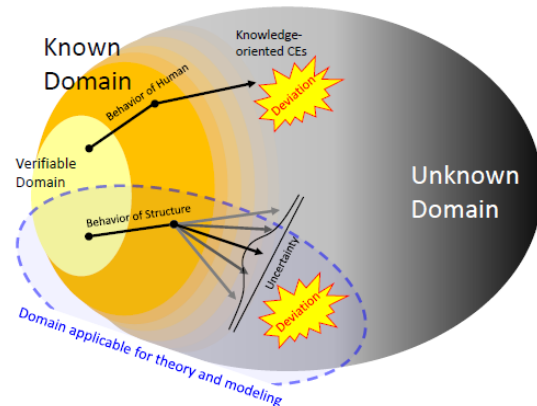 Known
Domain
Knowledge-
oriented CEs
Behavior of Human
Deviation
Verifiable
Domain
Unknown
Domain
Behavior of Structure
Uncertainty
Deviation
Domain applicable for theory and modeling